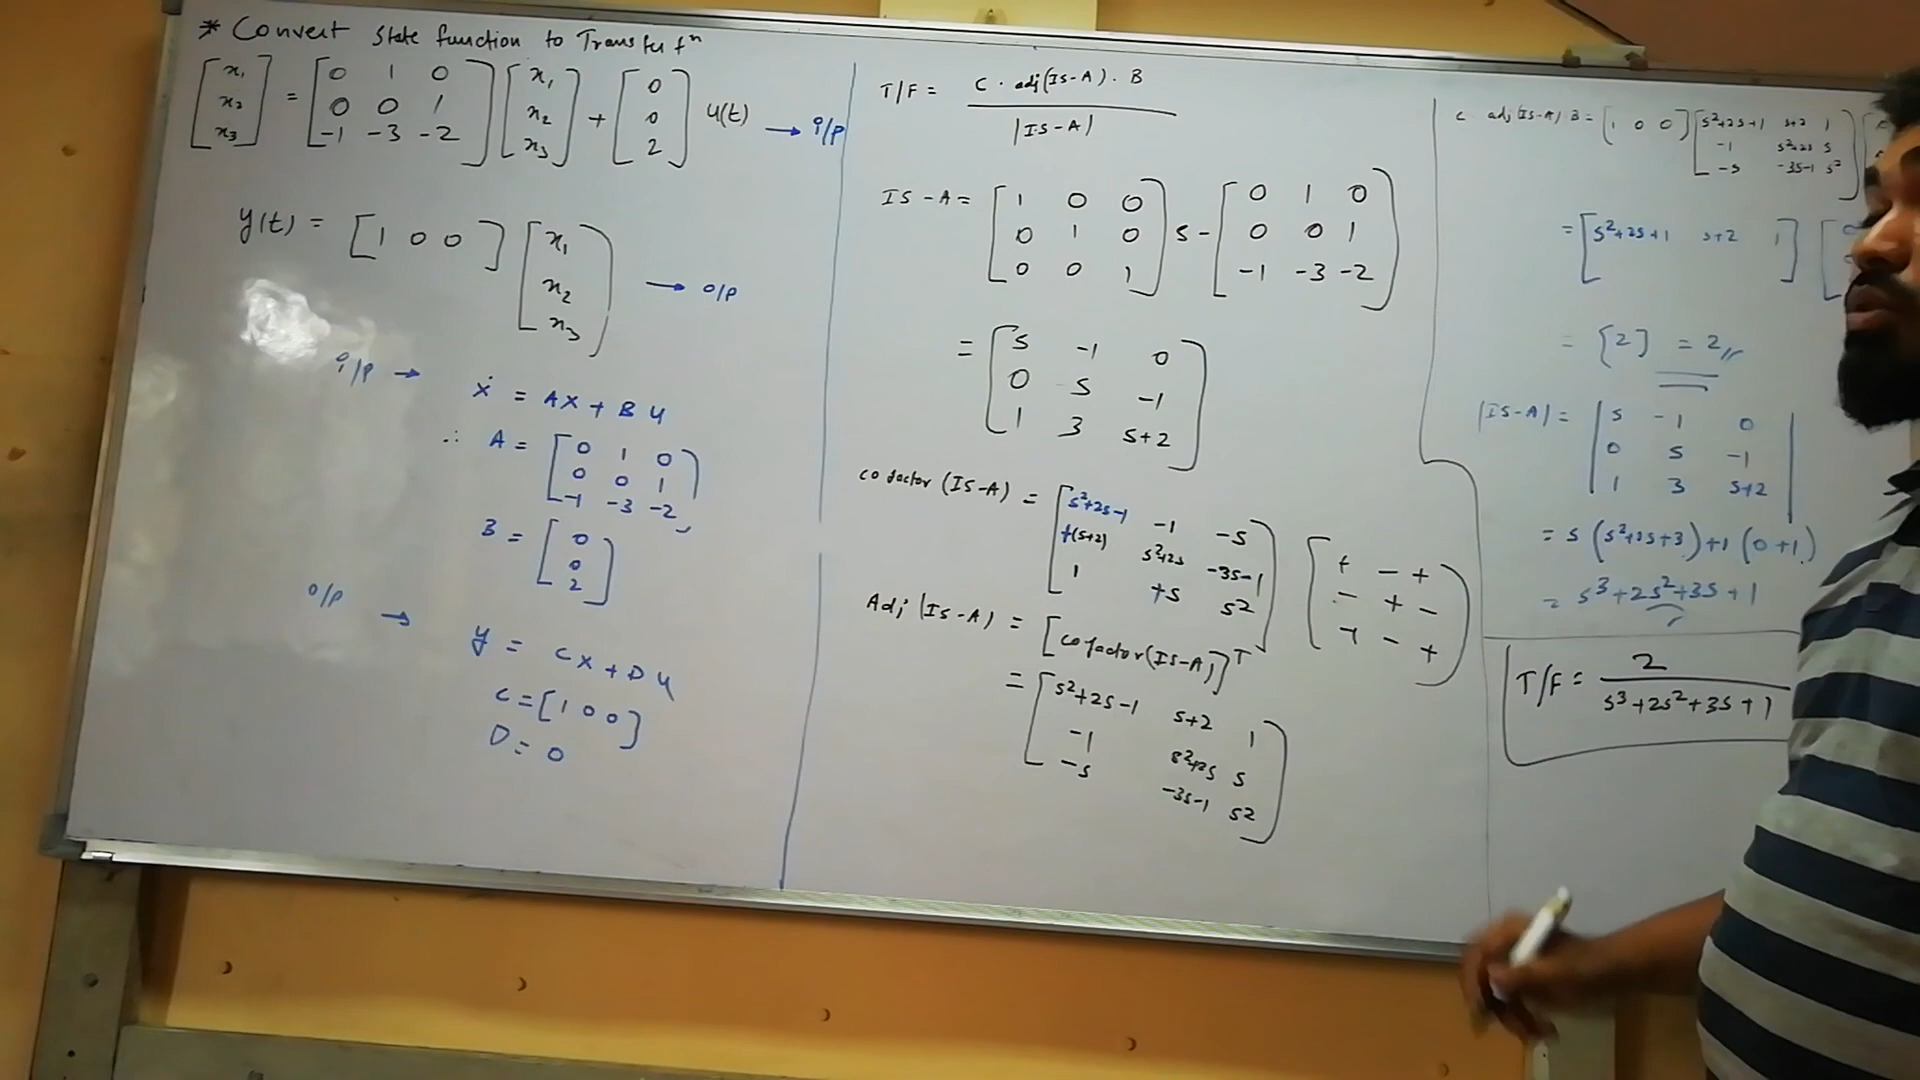 * Convert state function to Transfer fⁿ
[x₁ x₂ x₃] = [0 1 0
0 0 1
-1 -3 -2] [x₁ x₂ x₃] + [0 0 2] u(t) → i/p
y(t) = [1 0 0] [x₁ x₂ x₃] → o/p
i/p → ẋ = AX + BU
∴ A = [0 1 0
0 0 1
-1 -3 -2]
B = [0 0 2]
o/p → y = CX + DU
C = [1 0 0]
D = 0
T/F = C · adj(IS-A) · B / |IS-A|
IS-A = [1 0 0
0 1 0
0 0 1] s - [0 1 0
0 0 1
-1 -3 -2]
= [s -1 0
0 s -1
1 3 s+2]
cofactor (IS-A) = [s²+2s-1 -1 -s
+(s+2) s²+2s -3s-1
1 +s s²] [+ - +
- + -
+ - +]
Adj |IS-A) = [cofactor(IS-A)]ᵀ
= [s²+2s-1 s+2 1
-1 s²+2s s
-s -3s-1 s²]
C adj(IS-A) B = [1 0 0] [s²+2s+1 s+2 1
-1 s²+2s s
-s -3s-1 s²]
= [s²+2s+1 s+2 1]
= [2] = 2
|IS-A| = |s -1 0
0 s -1
1 3 s+2|
= s (s²+2s+3) + 1 (0+1)
= s³+2s²+3s+1
T/F = 2 / s³+2s²+3s+1